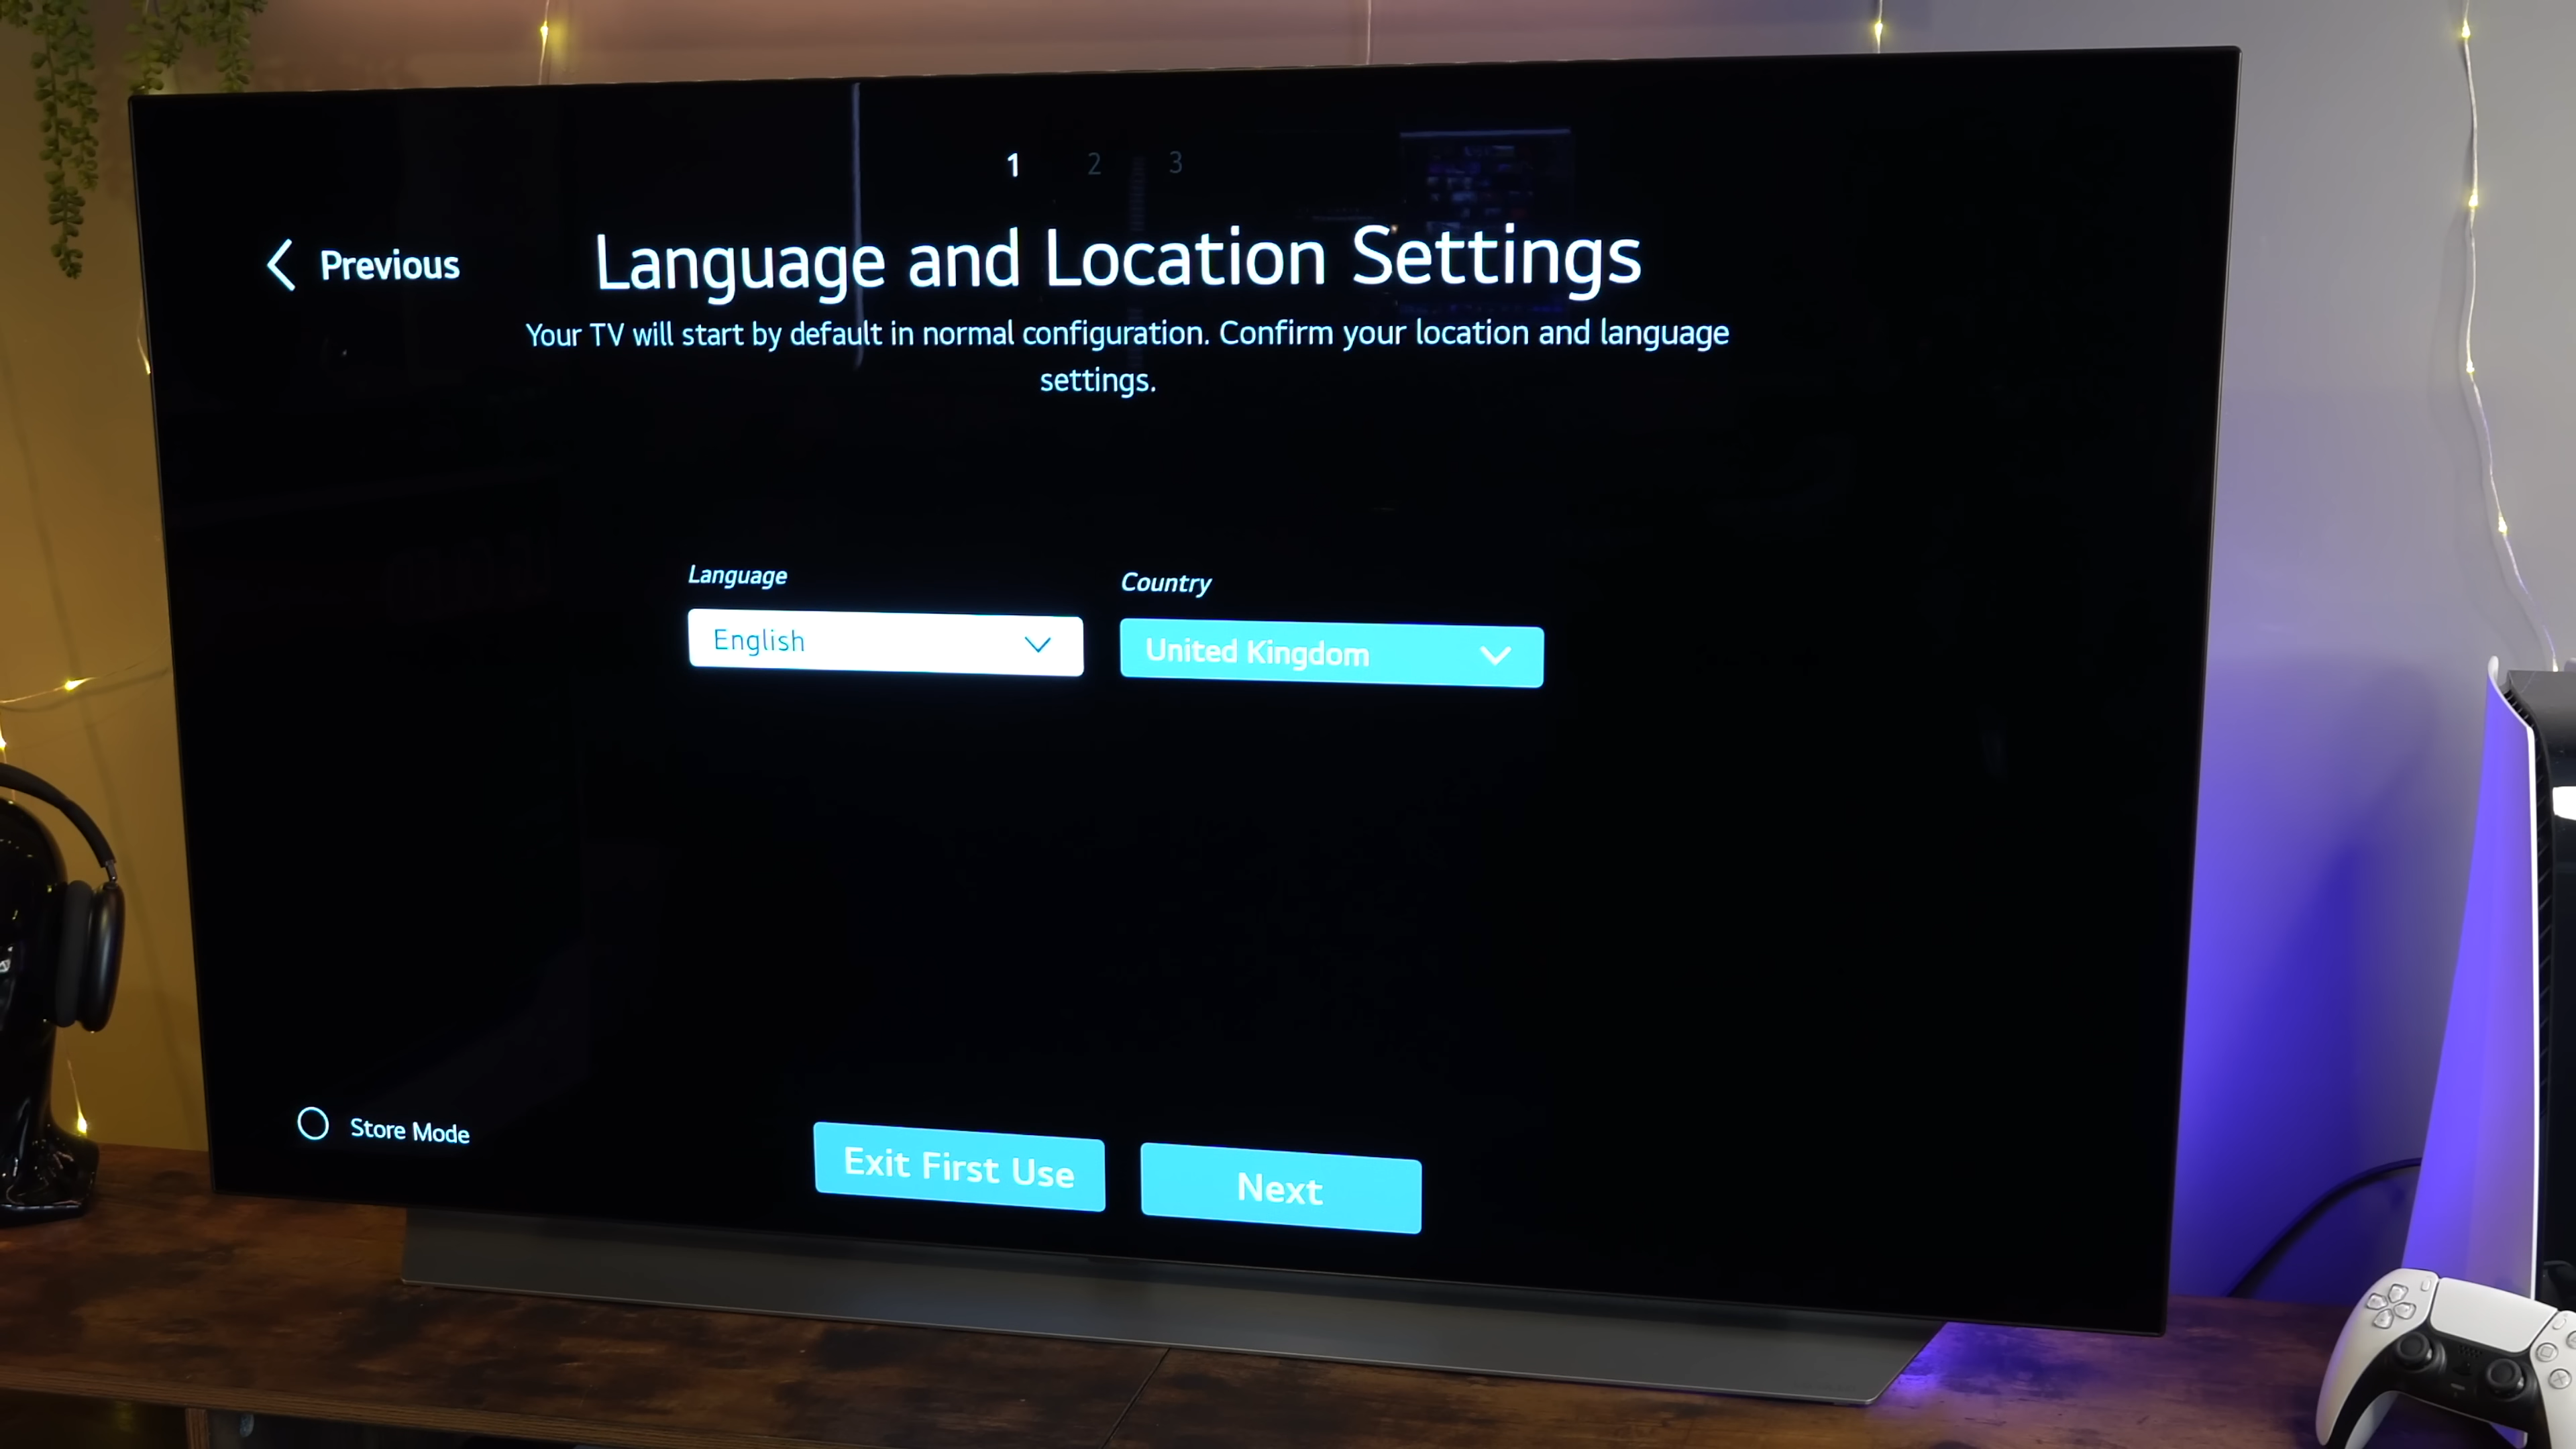 1 2 3
Previous
Language and Location Settings
Your TV will start by default in normal configuration. Confirm your location and language
settings.
Language
Country
English
United Kingdom
Store Mode
Exit First Use
Next